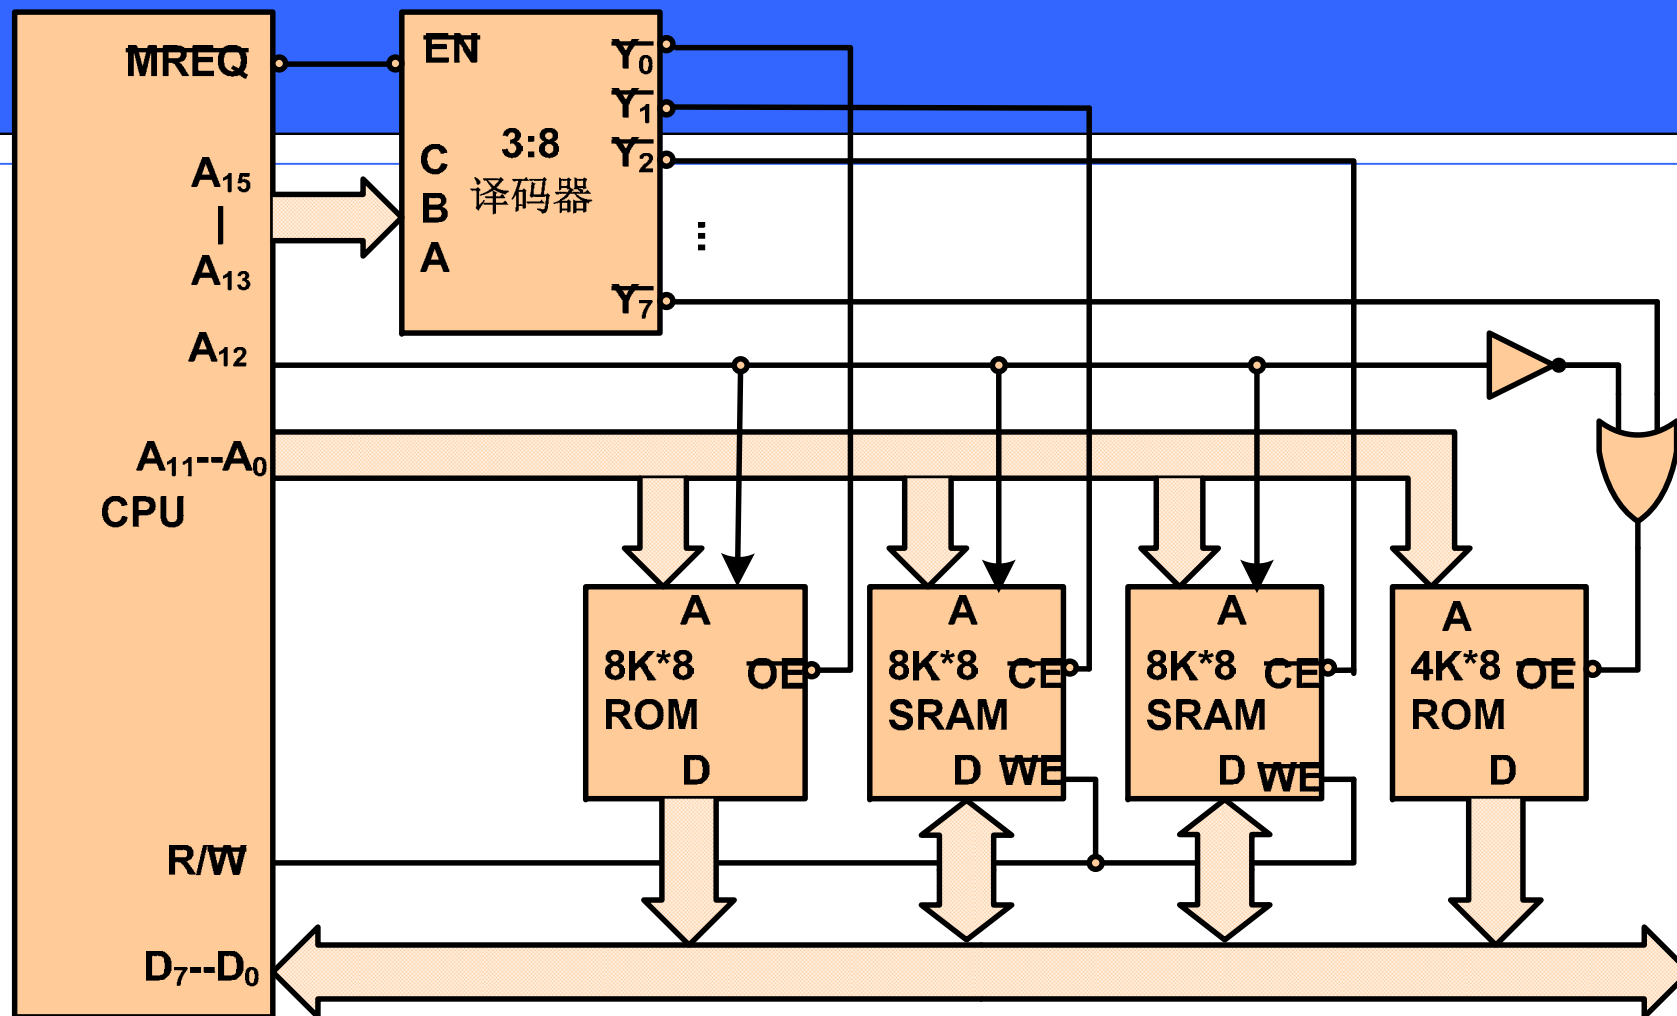 MREQ
A15
|
A13
A12
A11--A0
CPU
R/W
D7--D0
EN
C
B
A
3:8
译码器
Y0
Y1
Y2
⋮
Y7
A
8K*8
OE
ROM
D
A
8K*8
CE
SRAM
D
WE
A
8K*8
CE
SRAM
D
WE
A
4K*8
OE
ROM
D